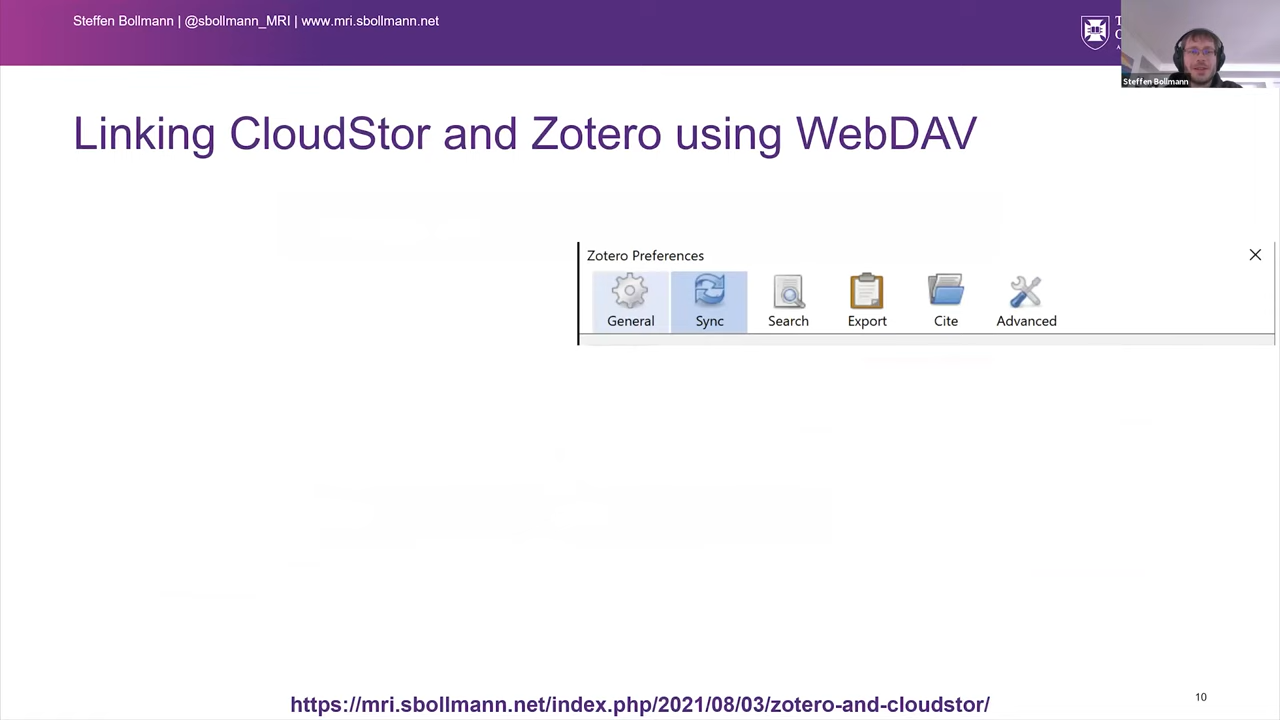 Steffen Bollmann | @sbollmann_MRI | www.mri.sbollmann.net
Steffen Bollmann
Linking CloudStor and Zotero using WebDAV
Zotero Preferences
General Sync Search Export Cite Advanced
https://mri.sbollmann.net/index.php/2021/08/03/zotero-and-cloudstor/
10